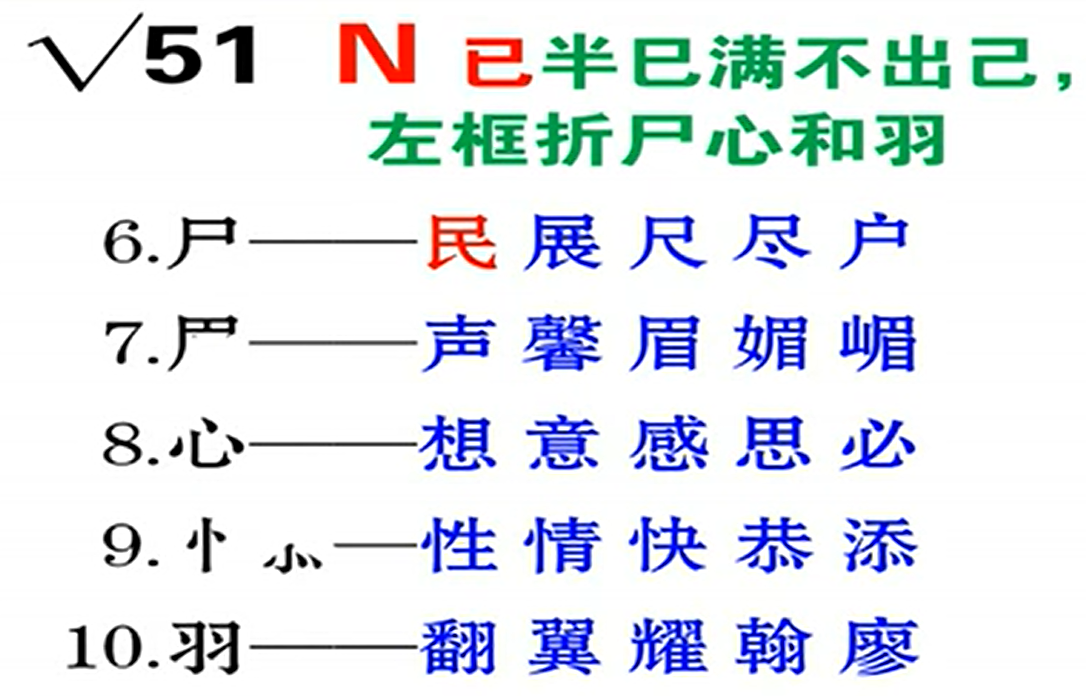 √51 N 已半巳满不出己,
左框折尸心和羽
6.尸——民 展 尺 尽 户
7.𠃜——声 馨 眉 媚 嵋
8.心——想 意 感 思 必
9.忄 㣺—性 情 快 恭 添
10.羽——翻 翼 耀 翰 廖